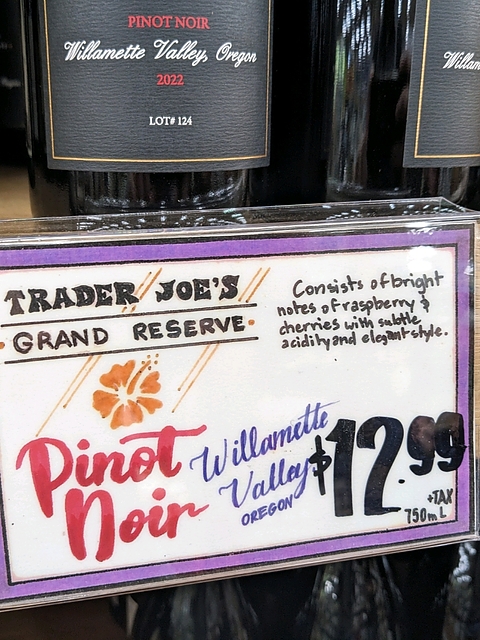 PINOT NOIR
Willamette Valley, Oregon
2022
LOT# 124
Willam
TRADER JOE'S
GRAND RESERVE
Consists of bright
notes of raspberry &
cherries with subtle
acidity and elegant style.
Pinot
Noir
Willamette
Valley
OREGON
$12.99
+TAX
750mL